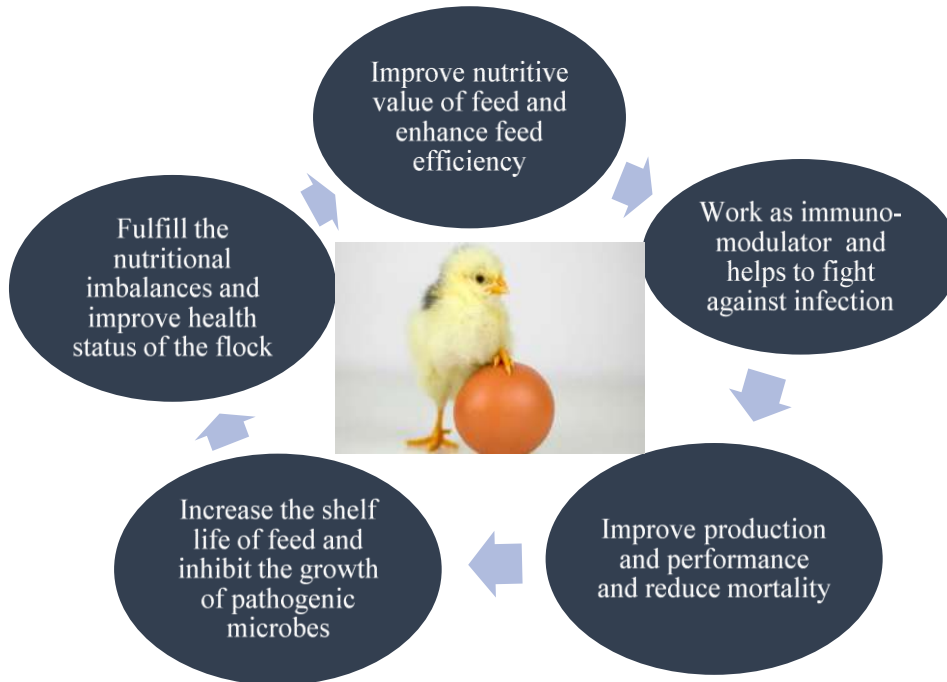 Improve nutritive
value of feed and
enhance feed
efficiency
Work as immuno-
modulator and
helps to fight
against infection
Improve production
and performance
and reduce mortality
Increase the shelf
life of feed and
inhibit the growth
of pathogenic
microbes
Fulfill the
nutritional
imbalances and
improve health
status of the flock